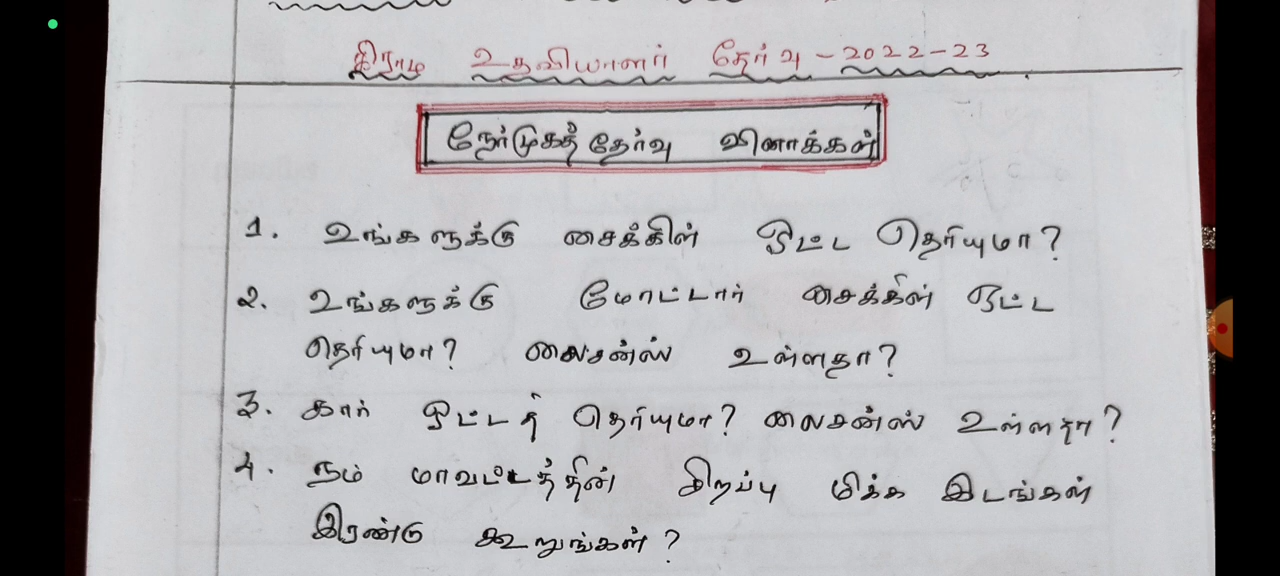 கிராம உதவியாளர் தேர்வு - 2022-23
நேர்முகத் தேர்வு வினாக்கள்
1. உங்களுக்கு சைக்கிள் ஓட்ட தெரியுமா?
2. உங்களுக்கு மோட்டார் சைக்கிள் ஓட்ட
தெரியுமா? லைசன்ஸ் உள்ளதா?
3. கார் ஓட்டத் தெரியுமா? லைசன்ஸ் உள்ளதா?
4. நம் மாவட்டத்தின் சிறப்பு மிக்க இடங்கள்
இரண்டு கூறுங்கள்?